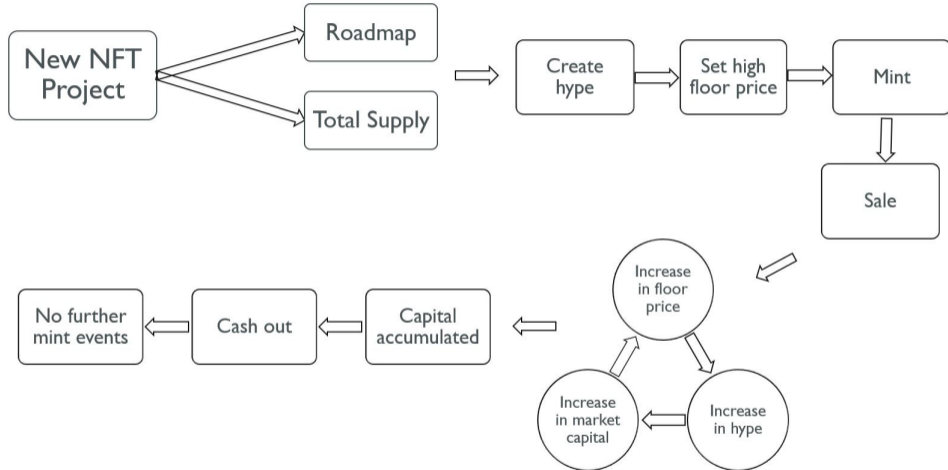 New NFT
Project
Roadmap
Total Supply
Create
hype
Set high
floor price
Mint
Sale
Increase
in floor
price
Increase
in hype
Increase
in market
capital
Capital
accumulated
Cash out
No further
mint events